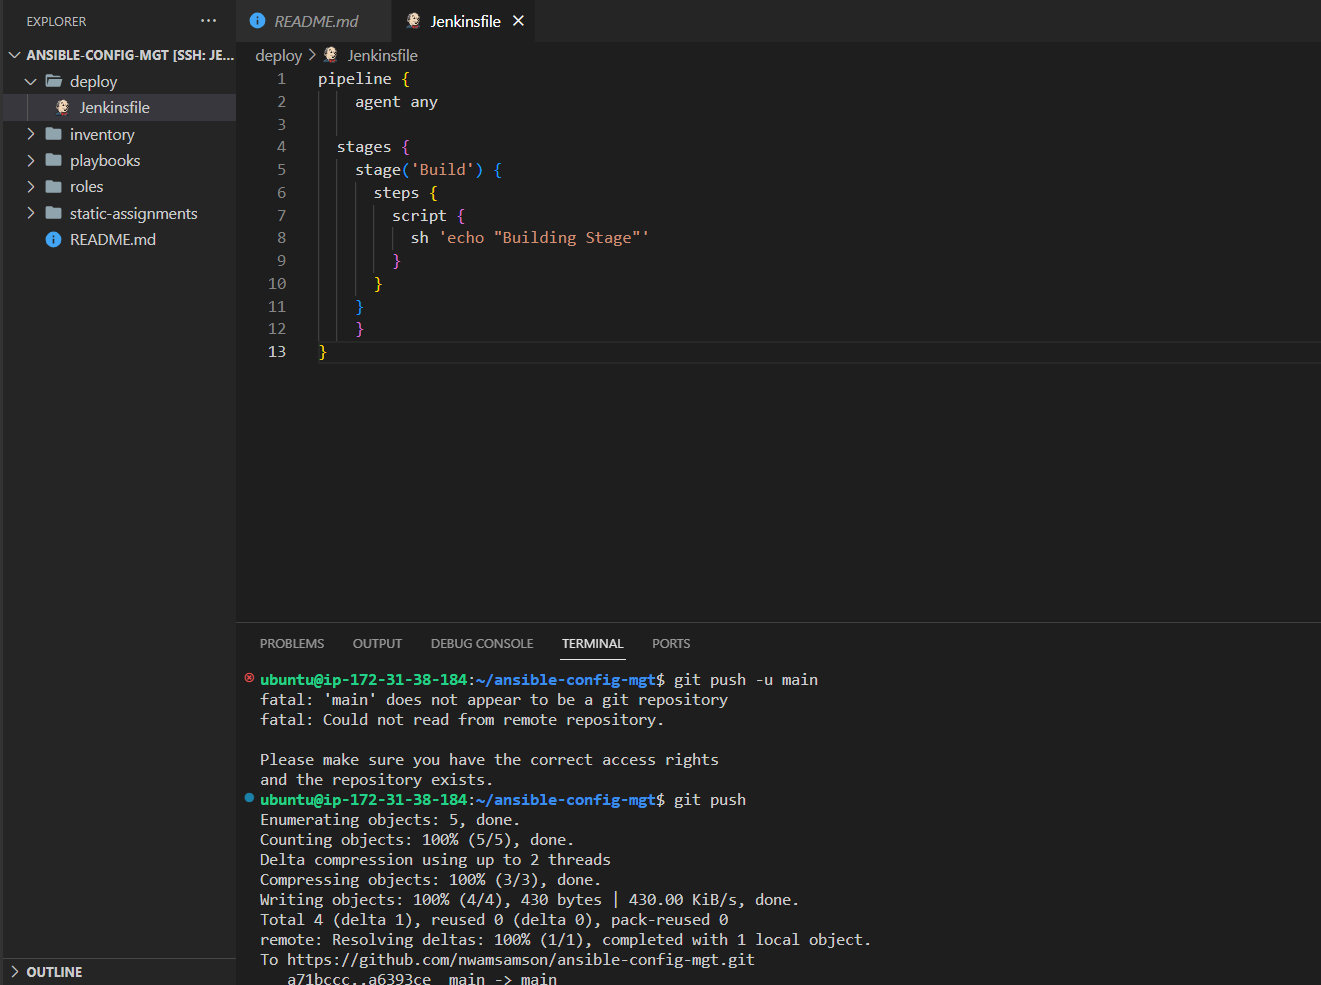 EXPLORER
ANSIBLE-CONFIG-MGT [SSH: JE...
deploy
Jenkinsfile
inventory
playbooks
roles
static-assignments
README.md
OUTLINE
README.md
Jenkinsfile
deploy > Jenkinsfile
1 pipeline {
2     agent any
3
4   stages {
5     stage('Build') {
6       steps {
7         script {
8           sh 'echo "Building Stage"'
9         }
10       }
11     }
12     }
13 }
PROBLEMS OUTPUT DEBUG CONSOLE TERMINAL PORTS
ubuntu@ip-172-31-38-184:~/ansible-config-mgt$ git push -u main
fatal: 'main' does not appear to be a git repository
fatal: Could not read from remote repository.
Please make sure you have the correct access rights
and the repository exists.
ubuntu@ip-172-31-38-184:~/ansible-config-mgt$ git push
Enumerating objects: 5, done.
Counting objects: 100% (5/5), done.
Delta compression using up to 2 threads
Compressing objects: 100% (3/3), done.
Writing objects: 100% (4/4), 430 bytes | 430.00 KiB/s, done.
Total 4 (delta 1), reused 0 (delta 0), pack-reused 0
remote: Resolving deltas: 100% (1/1), completed with 1 local object.
To https://github.com/nwamsamson/ansible-config-mgt.git
   a71bccc..a6393ce  main -> main